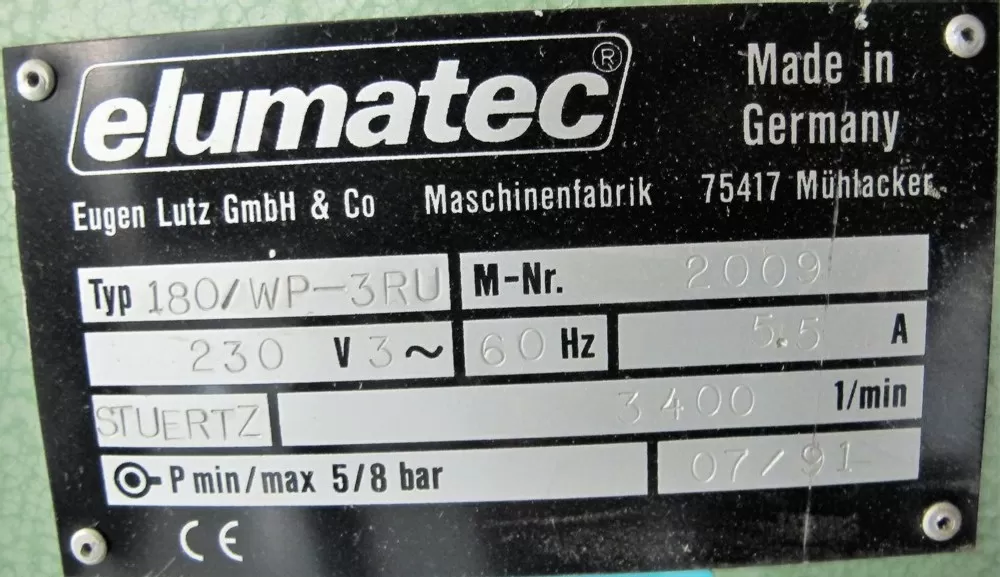 elumatec®
Made in
Germany
Eugen Lutz GmbH & Co Maschinenfabrik 75417 Mühlacker
Typ 180/WP-3RU M-Nr. 2009
230 V 3~ 60 Hz 5.5 A
STUERTZ 3400 1/min
P min/max 5/8 bar 07/91
CE